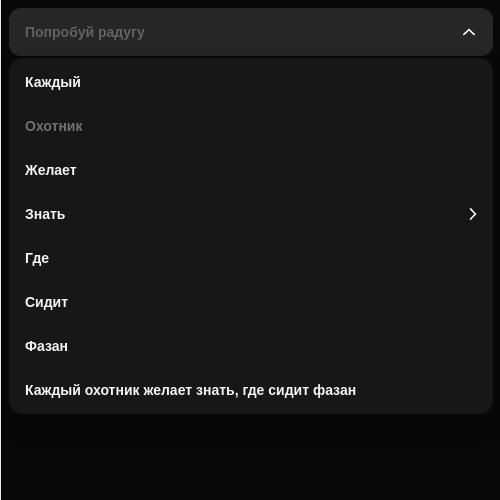 Попробуй радугу
Каждый
Охотник
Желает
Знать
Где
Сидит
Фазан
Каждый охотник желает знать, где сидит фазан